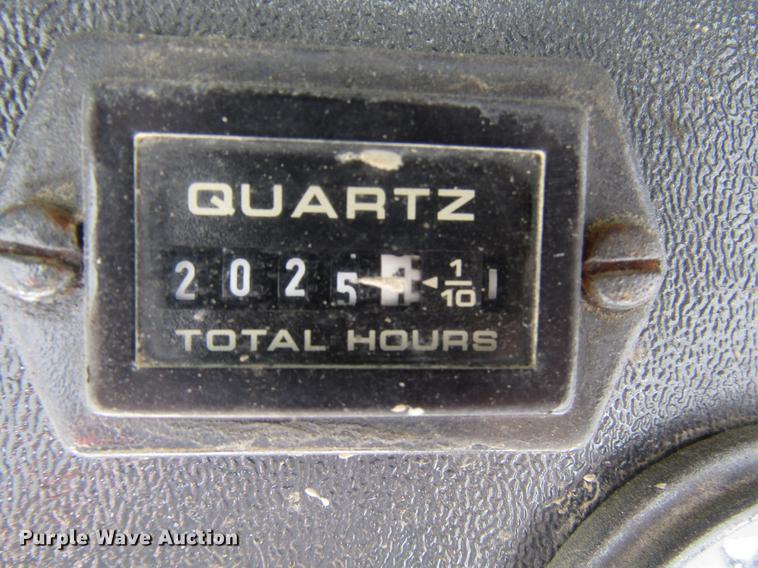 QUARTZ
2025 1/10
TOTAL HOURS
Purple Wave Auction